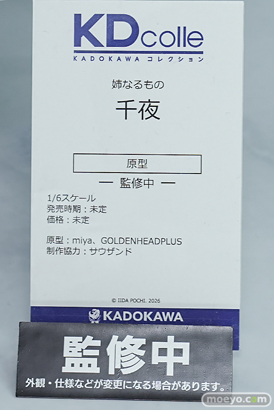 KDcolle
KADOKAWA コレクション
姉なるもの
千夜
原型
監修中
1/6スケール
発売時期：未定
価格：未定
原型：miya、GOLDENHEADPLUS
制作協力：サウザンド
© IIDA POCHI. 2026
KADOKAWA
監修中
外観・仕様などが変更になる場合があります。
moeyo.com